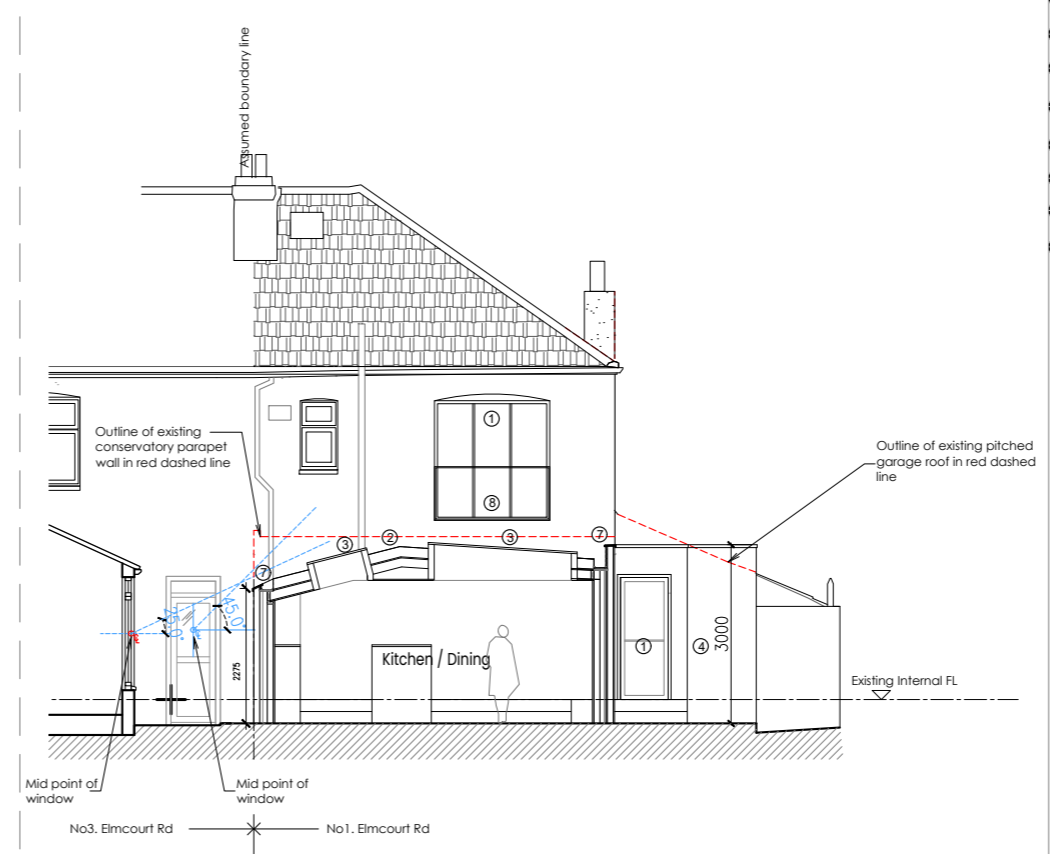 Assumed boundary line
Outline of existing
conservatory parapet
wall in red dashed line
Outline of existing pitched
garage roof in red dashed
line
1
8
3
2
3
7
7
25.0°
45.0°
2275
Kitchen / Dining
1
4
3000
Existing Internal FL
Mid point of
window
Mid point of
window
No3. Elmcourt Rd
No1. Elmcourt Rd